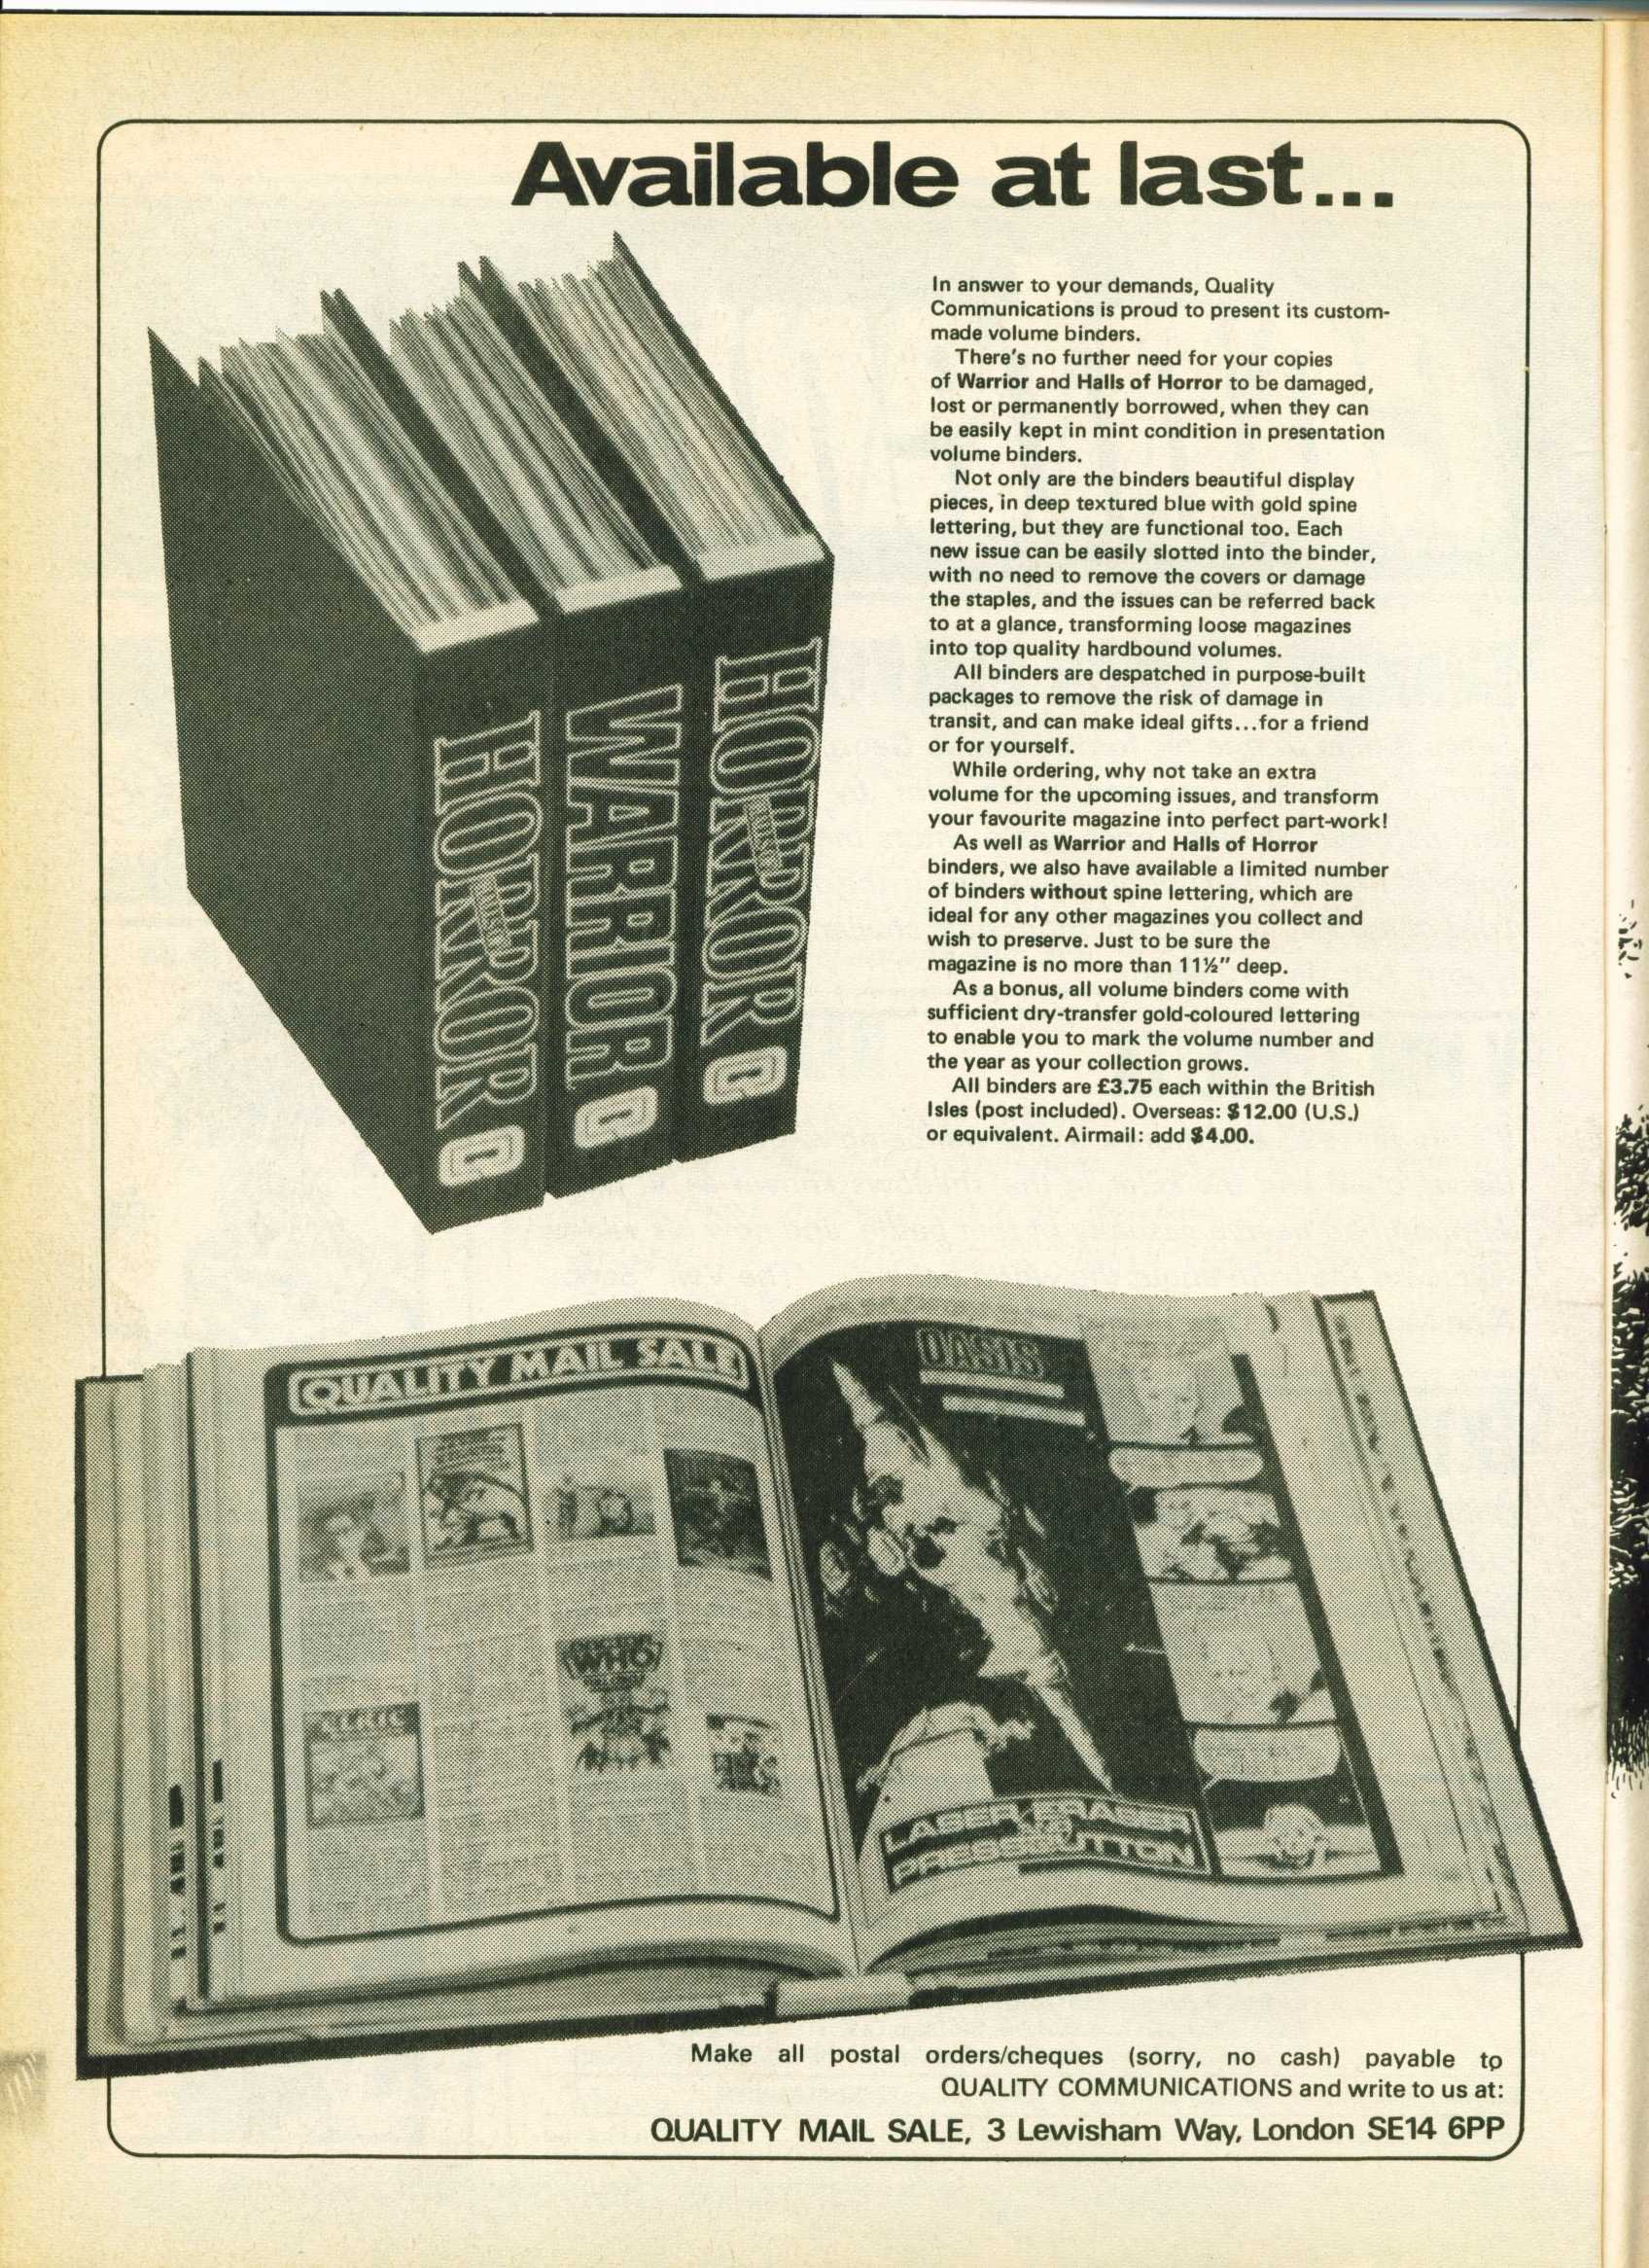 Available at last...
In answer to your demands, Quality
Communications is proud to present its custom-
made volume binders.
There's no further need for your copies
of Warrior and Halls of Horror to be damaged,
lost or permanently borrowed, when they can
be easily kept in mint condition in presentation
volume binders.
Not only are the binders beautiful display
pieces, in deep textured blue with gold spine
lettering, but they are functional too. Each
new issue can be easily slotted into the binder,
with no need to remove the covers or damage
the staples, and the issues can be referred back
to at a glance, transforming loose magazines
into top quality hardbound volumes.
All binders are despatched in purpose-built
packages to remove the risk of damage in
transit, and can make ideal gifts...for a friend
or for yourself.
While ordering, why not take an extra
volume for the upcoming issues, and transform
your favourite magazine into perfect part-work!
As well as Warrior and Halls of Horror
binders, we also have available a limited number
of binders without spine lettering, which are
ideal for any other magazines you collect and
wish to preserve. Just to be sure the
magazine is no more than 11½" deep.
As a bonus, all volume binders come with
sufficient dry-transfer gold-coloured lettering
to enable you to mark the volume number and
the year as your collection grows.
All binders are £3.75 each within the British
Isles (post included). Overseas: $12.00 (U.S.)
or equivalent. Airmail: add $4.00.
HORROR
WARRIOR
HORROR
QUALITY MAIL SALE
DOCTOR
WHO
OASIS
LASER ERASER
AND
PRESSBUTTON
Make all postal orders/cheques (sorry, no cash) payable to
QUALITY COMMUNICATIONS and write to us at:
QUALITY MAIL SALE, 3 Lewisham Way, London SE14 6PP